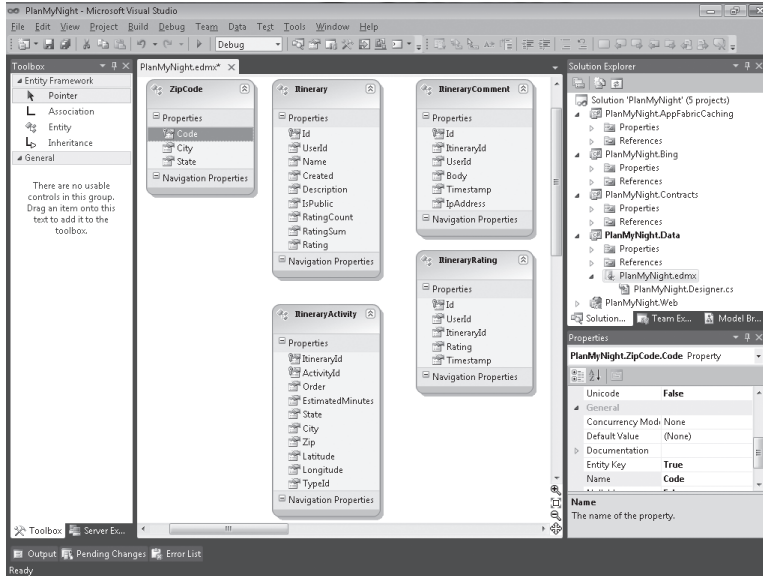 PlanMyNight - Microsoft Visual Studio
File Edit View Project Build Debug Team Data Test Tools Window Help
Debug
Toolbox
Entity Framework
Pointer
Association
Entity
Inheritance
General
There are no usable
controls in this group.
Drag an item onto this
text to add it to the
toolbox.
Toolbox Server Ex...
PlanMyNight.edmx*
ZipCode
Properties
Code
City
State
Navigation Properties
Itinerary
Properties
Id
UserId
Name
Created
Description
IsPublic
RatingCount
RatingSum
Rating
Navigation Properties
ItineraryActivity
Properties
ItineraryId
ActivityId
Order
EstimatedMinutes
State
City
Zip
Latitude
Longitude
TypeId
Navigation Properties
ItineraryComment
Properties
Id
ItineraryId
UserId
Body
Timestamp
IpAddress
Navigation Properties
ItineraryRating
Properties
Id
UserId
ItineraryId
Rating
Timestamp
Navigation Properties
Solution Explorer
Solution 'PlanMyNight' (5 projects)
PlanMyNight.AppFabricCaching
Properties
References
PlanMyNight.Bing
Properties
References
PlanMyNight.Contracts
Properties
References
PlanMyNight.Data
Properties
References
PlanMyNight.edmx
PlanMyNight.Designer.cs
PlanMyNight.Web
Solution... Team Ex... Model Br...
Properties
PlanMyNight.ZipCode.Code Property
Unicode False
General
Concurrency Mod None
Default Value (None)
Documentation
Entity Key True
Name Code
Name
The name of the property.
Output Pending Changes Error List
Ready